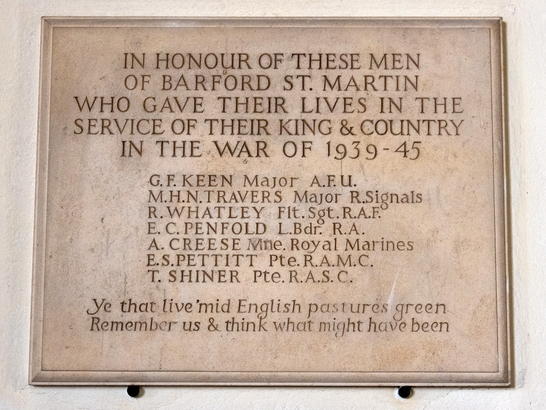 IN HONOUR OF THESE MEN
OF BARFORD ST. MARTIN
WHO GAVE THEIR LIVES IN THE
SERVICE OF THEIR KING & COUNTRY
IN THE WAR OF 1939-45
G.F. KEEN Major A.F.U.
M.H.N. TRAVERS Major R.Signals
R. WHATLEY Flt. Sgt. R.A.F.
E.C. PENFOLD L.Bdr. R.A.
A. CREESE Mne. Royal Marines
E.S. PETTITT Pte. R.A.M.C.
T. SHINER Pte. R.A.S.C.
Ye that live 'mid English pastures green
Remember us & think what might have been